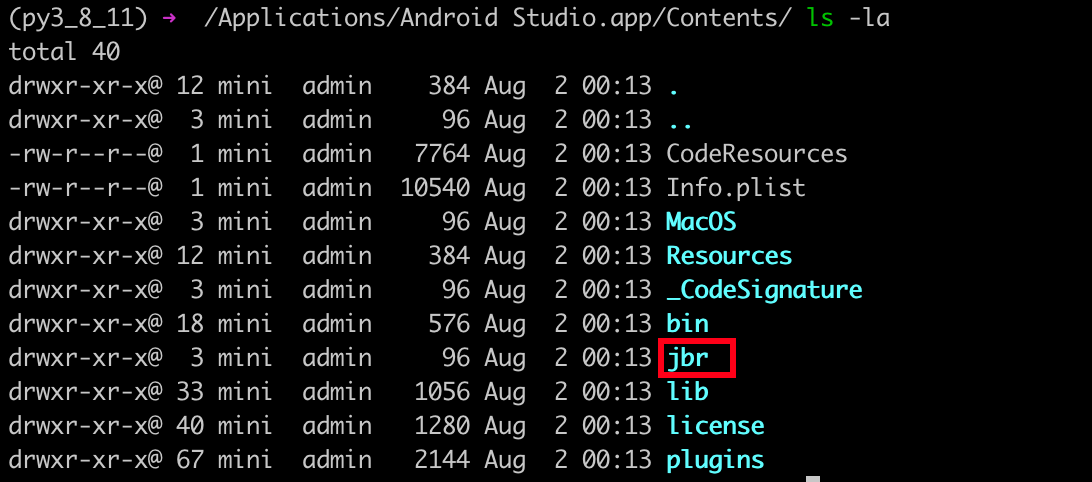 (py3_8_11) → /Applications/Android Studio.app/Contents/ ls -la
total 40
drwxr-xr-x@ 12 mini  admin    384 Aug  2 00:13 .
drwxr-xr-x@  3 mini  admin     96 Aug  2 00:13 ..
-rw-r--r--@  1 mini  admin   7764 Aug  2 00:13 CodeResources
-rw-r--r--@  1 mini  admin  10540 Aug  2 00:13 Info.plist
drwxr-xr-x@  3 mini  admin     96 Aug  2 00:13 MacOS
drwxr-xr-x@ 12 mini  admin    384 Aug  2 00:13 Resources
drwxr-xr-x@  3 mini  admin     96 Aug  2 00:13 _CodeSignature
drwxr-xr-x@ 18 mini  admin    576 Aug  2 00:13 bin
drwxr-xr-x@  3 mini  admin     96 Aug  2 00:13 jbr
drwxr-xr-x@ 33 mini  admin   1056 Aug  2 00:13 lib
drwxr-xr-x@ 40 mini  admin   1280 Aug  2 00:13 license
drwxr-xr-x@ 67 mini  admin   2144 Aug  2 00:13 plugins